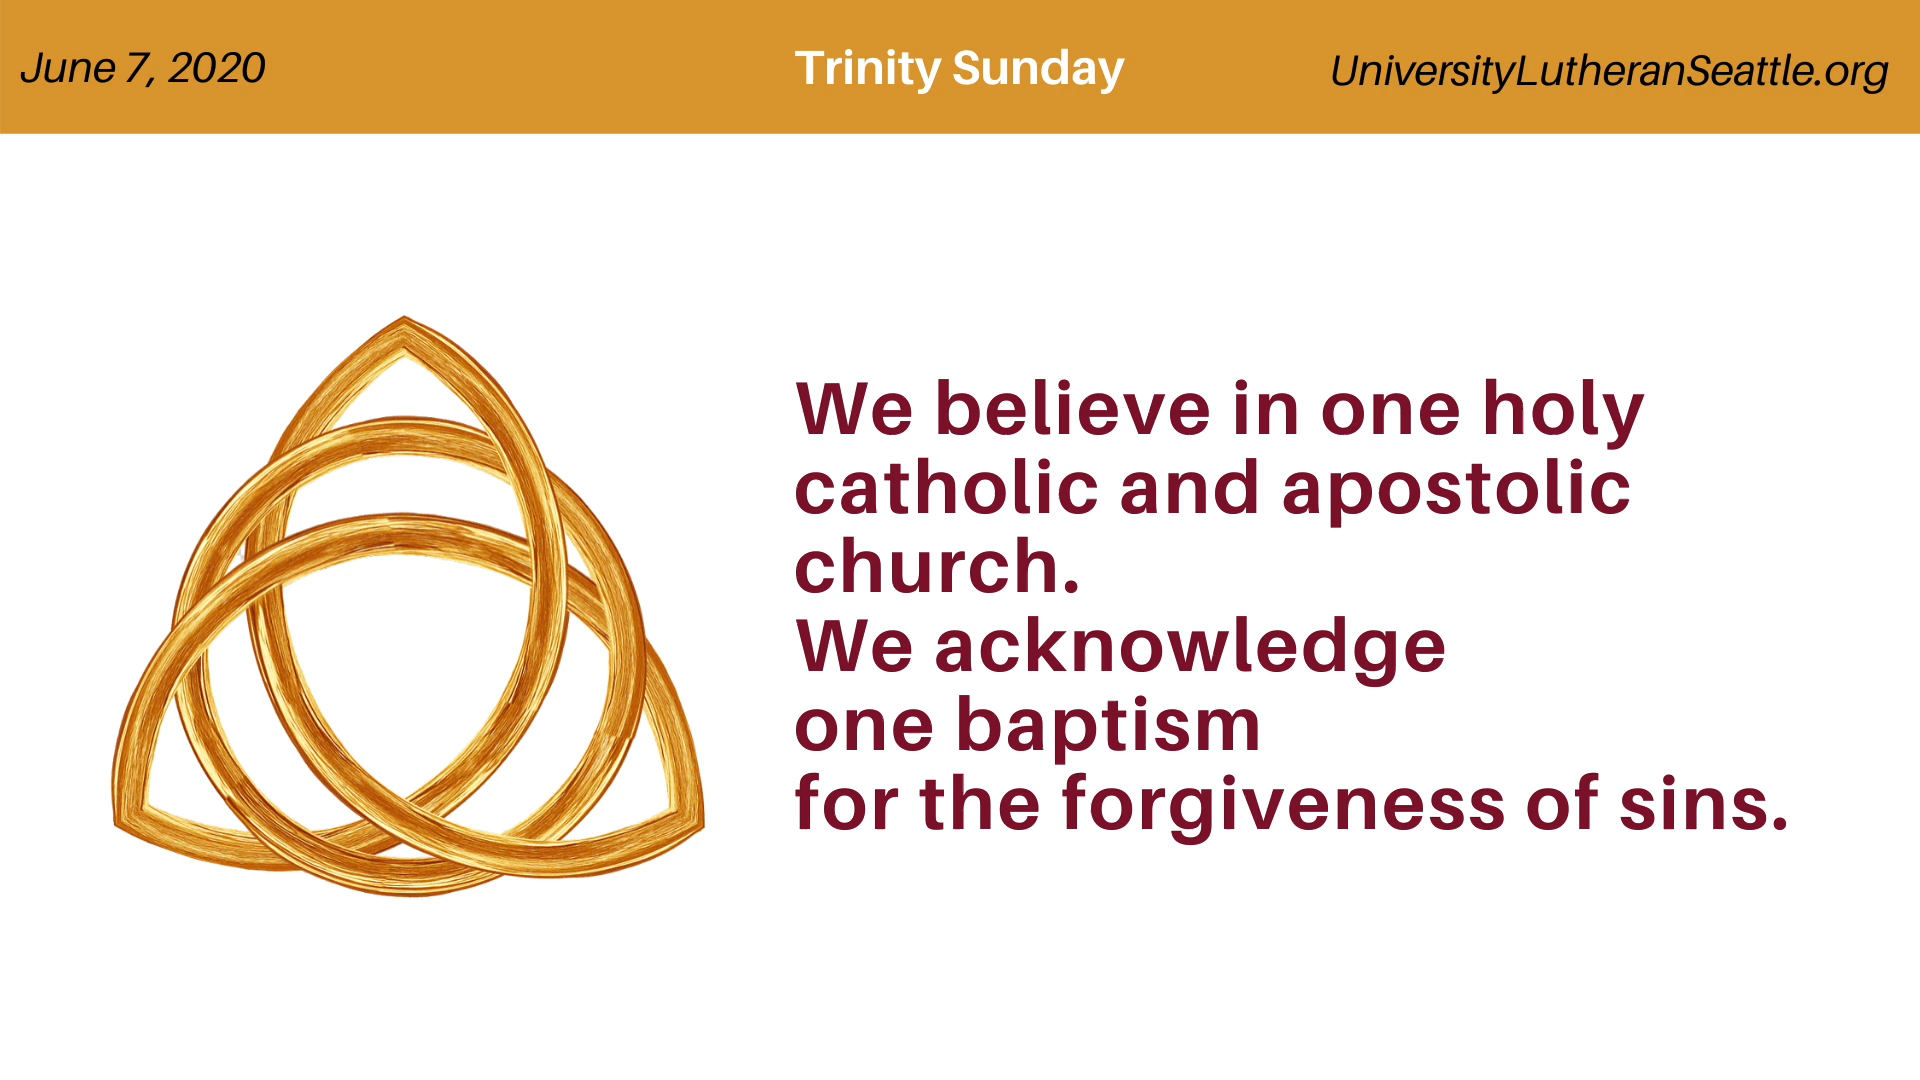 June 7, 2020
Trinity Sunday
UniversityLutheranSeattle.org
We believe in one holy
catholic and apostolic
church.
We acknowledge
one baptism
for the forgiveness of sins.